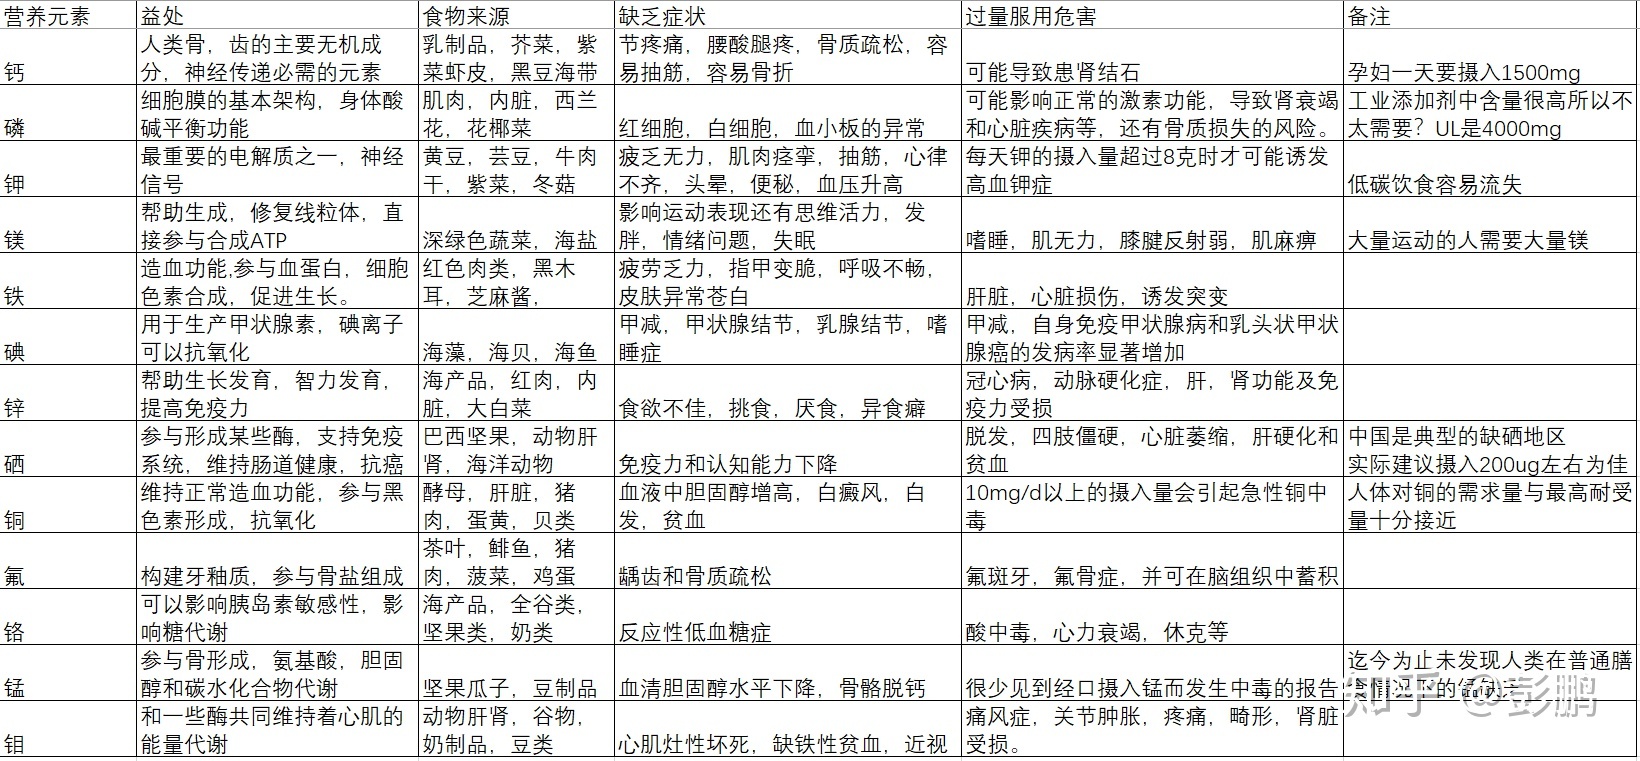 营养元素 益处 食物来源 缺乏症状 过量服用危害 备注
钙 人类骨，齿的主要无机成分，神经传递必需的元素 乳制品，芥菜，紫菜虾皮，黑豆海带 节疼痛，腰酸腿疼，骨质疏松，容易抽筋，容易骨折 可能导致患肾结石 孕妇一天要摄入1500mg
磷 细胞膜的基本架构，身体酸碱平衡功能 肌肉，内脏，西兰花，花椰菜 红细胞，白细胞，血小板的异常 可能影响正常的激素功能，导致肾衰竭和心脏疾病等，还有骨质损失的风险。 工业添加剂中含量很高所以不太需要？UL是4000mg
钾 最重要的电解质之一，神经信号 黄豆，芸豆，牛肉干，紫菜，冬菇 疲乏无力，肌肉痉挛，抽筋，心律不齐，头晕，便秘，血压升高 每天钾的摄入量超过8克时才可能诱发高血钾症 低碳饮食容易流失
镁 帮助生成，修复线粒体，直接参与合成ATP 深绿色蔬菜，海盐 影响运动表现还有思维活力，发胖，情绪问题，失眠 嗜睡，肌无力，膝腱反射弱，肌麻痹 大量运动的人需要大量镁
铁 造血功能,参与血蛋白，细胞色素合成，促进生长。 红色肉类，黑木耳，芝麻酱， 疲劳乏力，指甲变脆，呼吸不畅，皮肤异常苍白 肝脏，心脏损伤，诱发突变
碘 用于生产甲状腺素，碘离子可以抗氧化 海藻，海贝，海鱼 甲减，甲状腺结节，乳腺结节，嗜睡症 甲减，自身免疫甲状腺病和乳头状甲状腺癌的发病率显著增加
锌 帮助生长发育，智力发育，提高免疫力 海产品，红肉，内脏，大白菜 食欲不佳，挑食，厌食，异食癖 冠心病，动脉硬化症，肝，肾功能及免疫力受损
硒 参与形成某些酶，支持免疫系统，维持肠道健康，抗癌 巴西坚果，动物肝肾，海洋动物 免疫力和认知能力下降 脱发，四肢僵硬，心脏萎缩，肝硬化和贫血 中国是典型的缺硒地区 实际建议摄入200ug左右为佳
铜 维持正常造血功能，参与黑色素形成，抗氧化 酵母，肝脏，猪肉，蛋黄，贝类 血液中胆固醇增高，白癜风，白发，贫血 10mg/d以上的摄入量会引起急性铜中毒 人体对铜的需求量与最高耐受量十分接近
氟 构建牙釉质，参与骨盐组成 茶叶，鲱鱼，猪肉，菠菜，鸡蛋 龋齿和骨质疏松 氟斑牙，氟骨症，并可在脑组织中蓄积
铬 可以影响胰岛素敏感性，影响糖代谢 海产品，全谷类，坚果类，奶类 反应性低血糖症 酸中毒，心力衰竭，休克等
锰 参与骨形成，氨基酸，胆固醇和碳水化合物代谢 坚果瓜子，豆制品 血清胆固醇水平下降，骨骼脱钙 很少见到经口摄入锰而发生中毒的报告 迄今为止未发现人类在普通膳食情况下的锰缺乏
钼 和一些酶共同维持着心肌的能量代谢 动物肝肾，谷物，奶制品，豆类 心肌灶性坏死，缺铁性贫血，近视 痛风症，关节肿胀，疼痛，畸形，肾脏受损。
知乎 @彭鹏